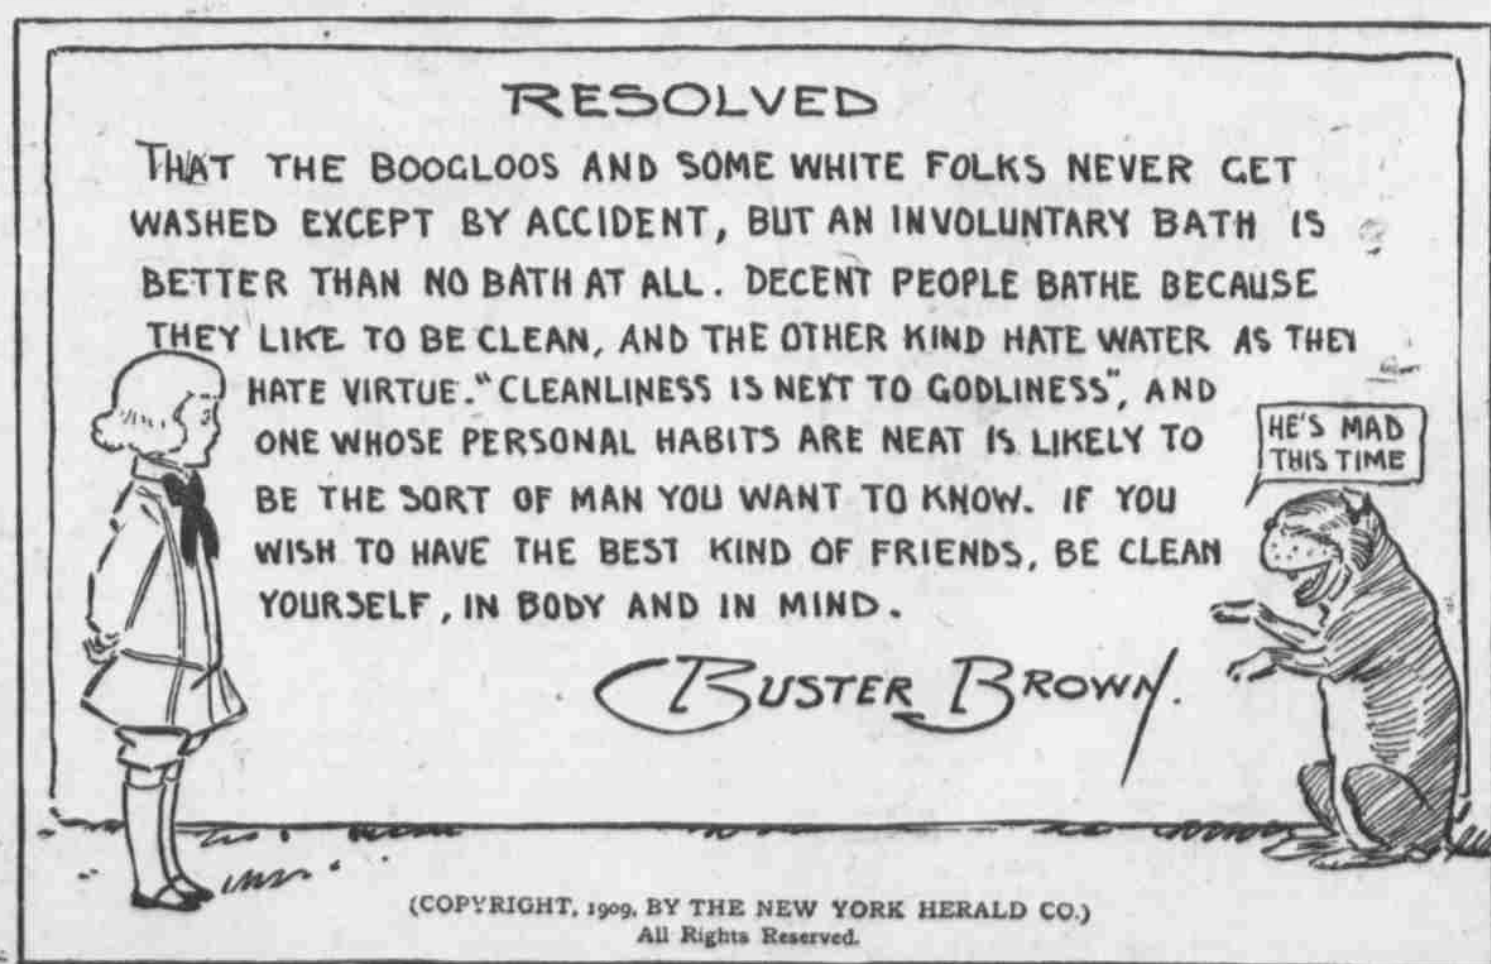 RESOLVED
THAT THE BOOGLOOS AND SOME WHITE FOLKS NEVER GET
WASHED EXCEPT BY ACCIDENT, BUT AN INVOLUNTARY BATH IS
BETTER THAN NO BATH AT ALL. DECENT PEOPLE BATHE BECAUSE
THEY LIKE TO BE CLEAN, AND THE OTHER KIND HATE WATER AS THEY
HATE VIRTUE. "CLEANLINESS IS NEXT TO GODLINESS", AND
ONE WHOSE PERSONAL HABITS ARE NEAT IS LIKELY TO
BE THE SORT OF MAN YOU WANT TO KNOW. IF YOU
WISH TO HAVE THE BEST KIND OF FRIENDS, BE CLEAN
YOURSELF, IN BODY AND IN MIND.
BUSTER BROWN.
HE'S MAD
THIS TIME
(COPYRIGHT, 1909, BY THE NEW YORK HERALD CO.)
All Rights Reserved.